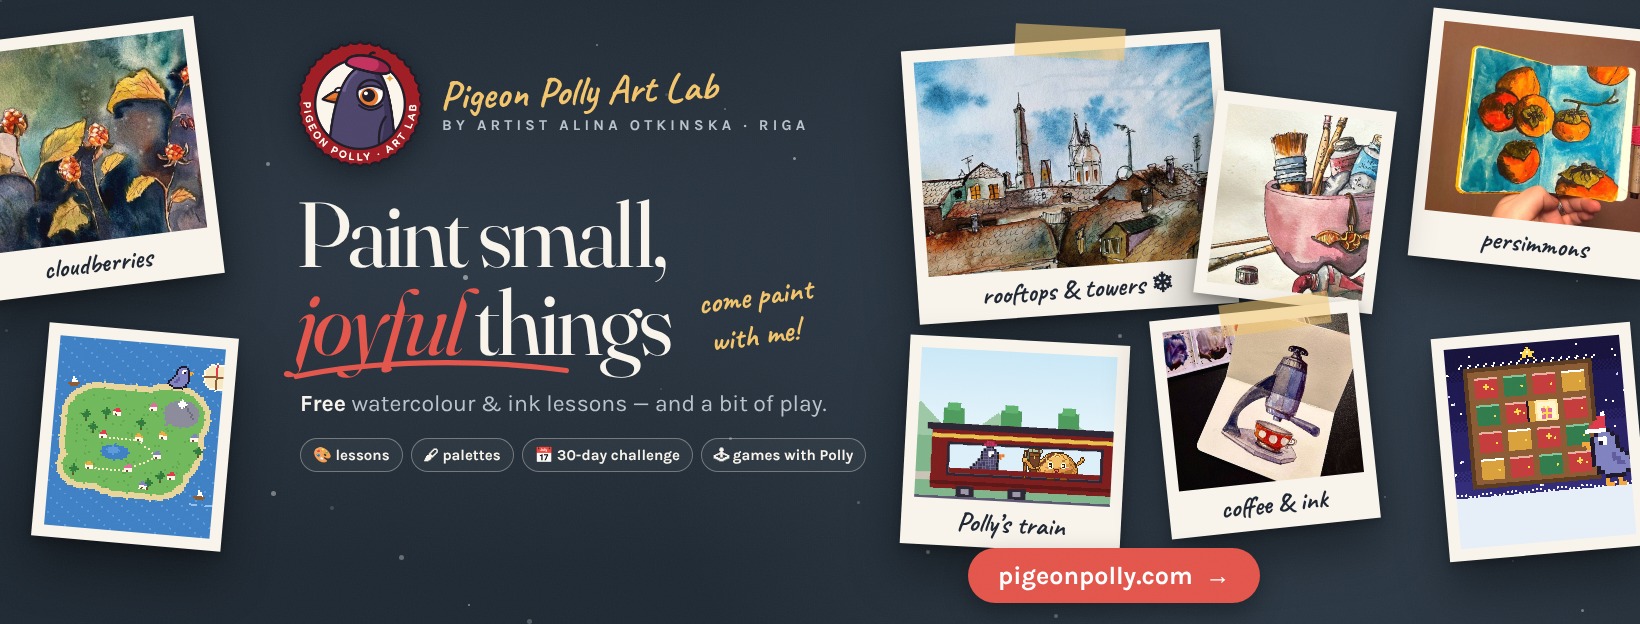 cloudberries
PIGEON POLLY · ART LAB
Pigeon Polly Art Lab
BY ARTIST ALINA OTKINSKA · RIGA
Paint small,
joyful things
come paint
with me!
Free watercolour & ink lessons — and a bit of play.
🎨 lessons
🖌 palettes
📅 30-day challenge
🕹 games with Polly
rooftops & towers ❄
persimmons
Polly's train
coffee & ink
pigeonpolly.com →